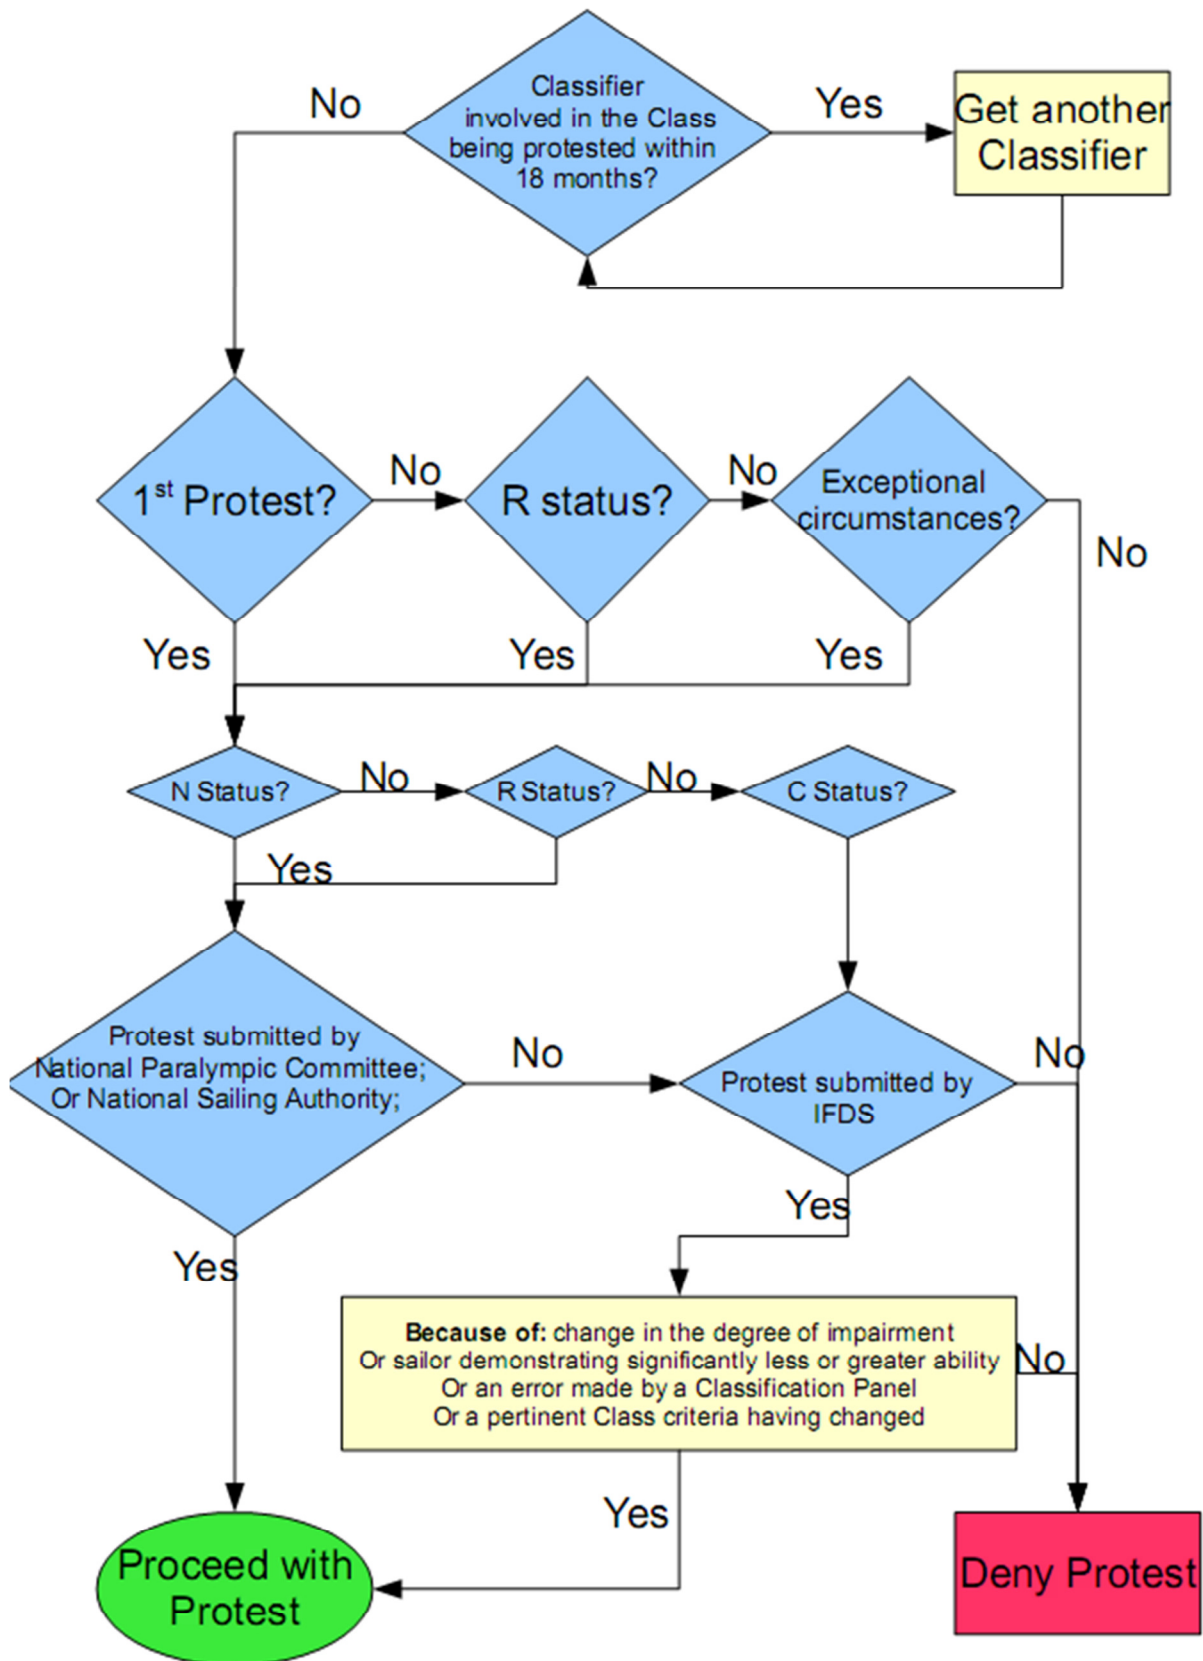 Classifier
involved in the Class
being protested within
18 months?
No
Yes
Get another
Classifier
1st Protest?
No
R status?
No
Exceptional
circumstances?
No
Yes
Yes
Yes
N Status?
No
R Status?
No
C Status?
Yes
Protest submitted by
National Paralympic Committee;
Or National Sailing Authority;
No
Protest submitted by
IFDS
No
Yes
Yes
Because of: change in the degree of impairment
Or sailor demonstrating significantly less or greater ability
Or an error made by a Classification Panel
Or a pertinent Class criteria having changed
No
Yes
Proceed with
Protest
Deny Protest